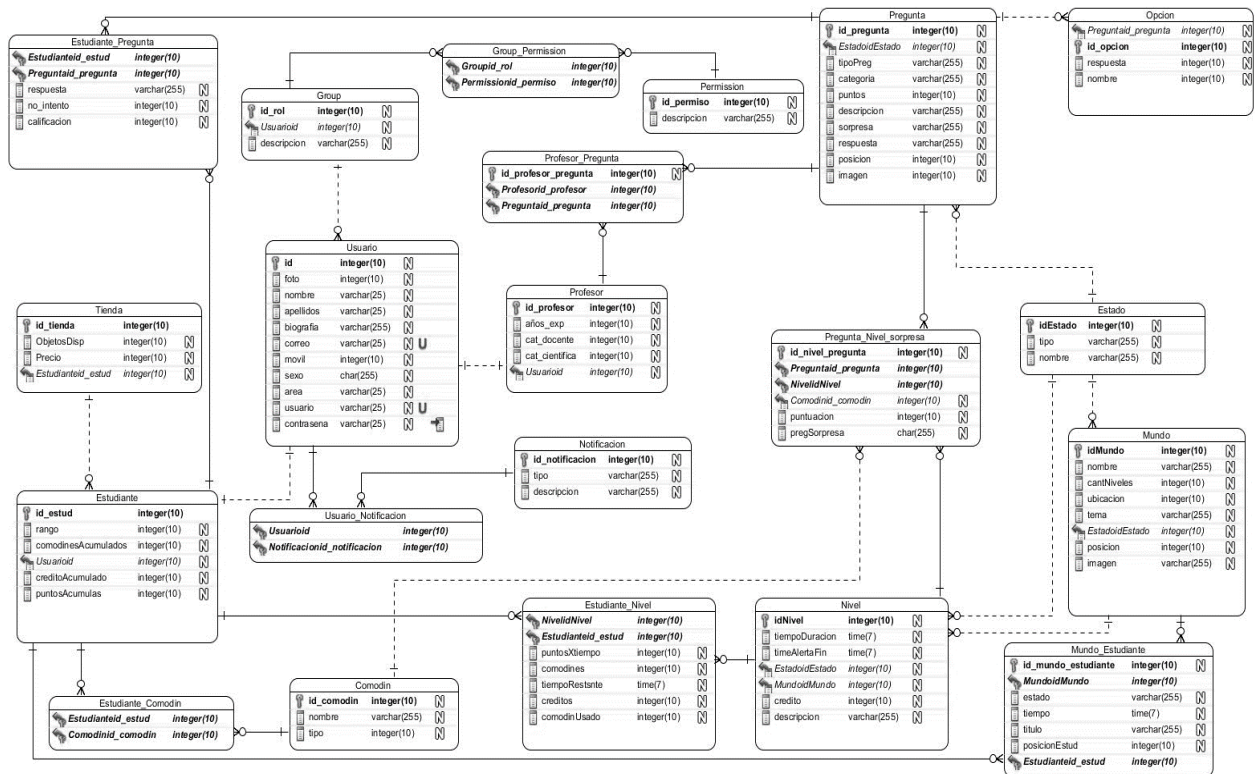 Estudiante_Pregunta
Estudianteid_estud integer(10)
Preguntaid_pregunta integer(10)
respuesta varchar(255) N
no_intento integer(10) N
calificacion integer(10) N
Group_Permission
Groupid_rol integer(10)
Permissionid_permiso integer(10)
Group
id_rol integer(10) N
Usuarioid integer(10) N
descripcion varchar(255) N
Permission
id_permiso integer(10) N
descripcion varchar(255) N
Pregunta
id_pregunta integer(10) N
EstadoidEstado integer(10) N
tipoPreg varchar(255) N
categoria varchar(255) N
puntos integer(10) N
descripcion varchar(255) N
sorpresa varchar(255) N
respuesta varchar(255) N
posicion integer(10) N
imagen integer(10) N
Opcion
Preguntaid_pregunta integer(10) N
id_opcion integer(10) N
respuesta integer(10) N
nombre integer(10) N
Profesor_Pregunta
id_profesor_pregunta integer(10) N
Profesorid_profesor integer(10)
Preguntaid_pregunta integer(10)
Usuario
id integer(10) N
foto integer(10) N
nombre varchar(25) N
apellidos varchar(25) N
biografia varchar(255) N
correo varchar(25) N U
movil integer(10) N
sexo char(255) N
area varchar(25) N
usuario varchar(25) N U
contrasena varchar(25) N
Profesor
id_profesor integer(10) N
años_exp integer(10) N
cat_docente integer(10) N
cat_cientifica integer(10) N
Usuarioid integer(10) N
Tienda
id_tienda integer(10)
ObjetosDisp integer(10) N
Precio integer(10) N
Estudianteid_estud integer(10) N
Estado
idEstado integer(10) N
tipo varchar(255) N
nombre varchar(255) N
Pregunta_Nivel_sorpresa
id_nivel_pregunta integer(10) N
Preguntaid_pregunta integer(10)
NivelidNivel integer(10)
Comodinid_comodin integer(10) N
puntuacion integer(10) N
pregSorpresa char(255) N
Notificacion
id_notificacion integer(10) N
tipo varchar(255) N
descripcion varchar(255) N
Mundo
idMundo integer(10) N
nombre varchar(255) N
cantNiveles integer(10) N
ubicacion integer(10) N
tema varchar(255) N
EstadoidEstado integer(10) N
posicion integer(10) N
imagen varchar(255) N
Estudiante
id_estud integer(10)
rango integer(10) N
comodinesAcumulados integer(10) N
Usuarioid integer(10) N
creditoAcumulado integer(10) N
puntosAcumulas integer(10) N
Usuario_Notificacion
Usuarioid integer(10)
Notificacionid_notificacion integer(10)
Estudiante_Nivel
NivelidNivel integer(10)
Estudianteid_estud integer(10)
puntosXtiempo integer(10) N
comodines integer(10) N
tiempoRestsnte time(7) N
creditos integer(10) N
comodinUsado integer(10) N
Nivel
idNivel integer(10) N
tiempoDuracion time(7) N
timeAlertaFin time(7) N
EstadoidEstado integer(10) N
MundoidMundo integer(10) N
credito integer(10) N
descripcion varchar(255) N
Mundo_Estudiante
id_mundo_estudiante integer(10) N
MundoidMundo integer(10)
estado varchar(255) N
tiempo time(7) N
titulo varchar(255) N
posicionEstud integer(10) N
Estudianteid_estud integer(10)
Estudiante_Comodin
Estudianteid_estud integer(10)
Comodinid_comodin integer(10)
Comodin
id_comodin integer(10) N
nombre varchar(255) N
tipo integer(10) N